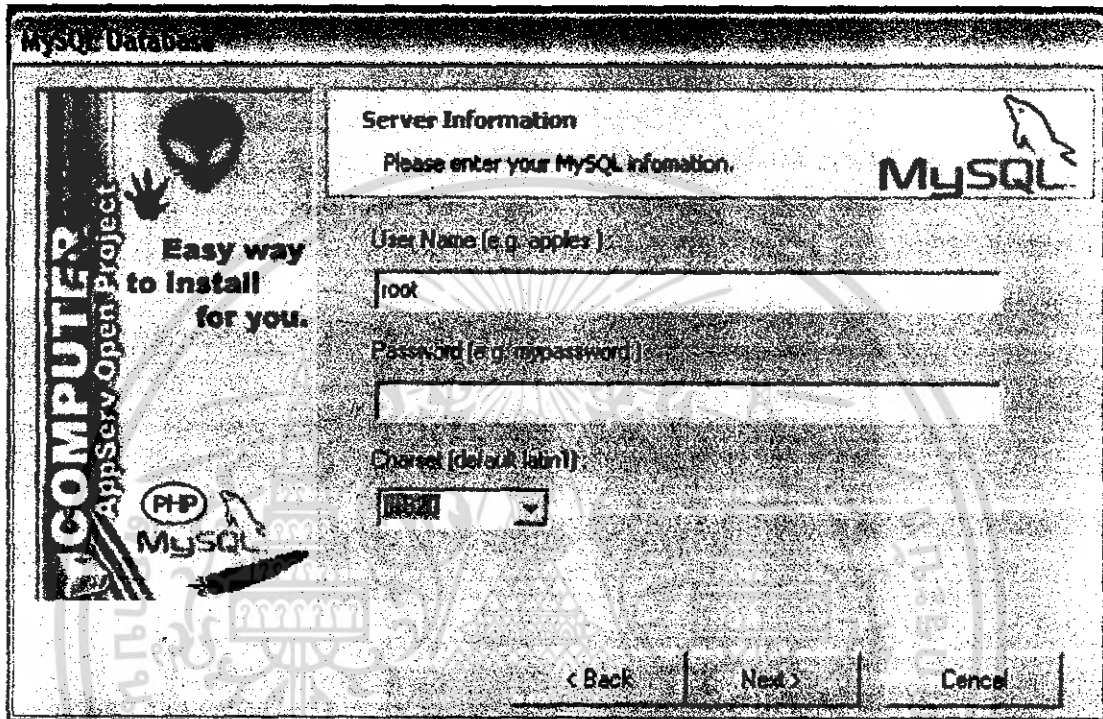 MySQL Database
Server Information
Please enter your MySQL infomation.
MySQL
COMPUTER
AppServ Open Project
Easy way
to Install
for you.
PHP
MySQL
User Name (e.g. apples ) :
root
Password (e.g. mypassword ) :
Charset (default latin1) :
< Back
Next >
Cancel